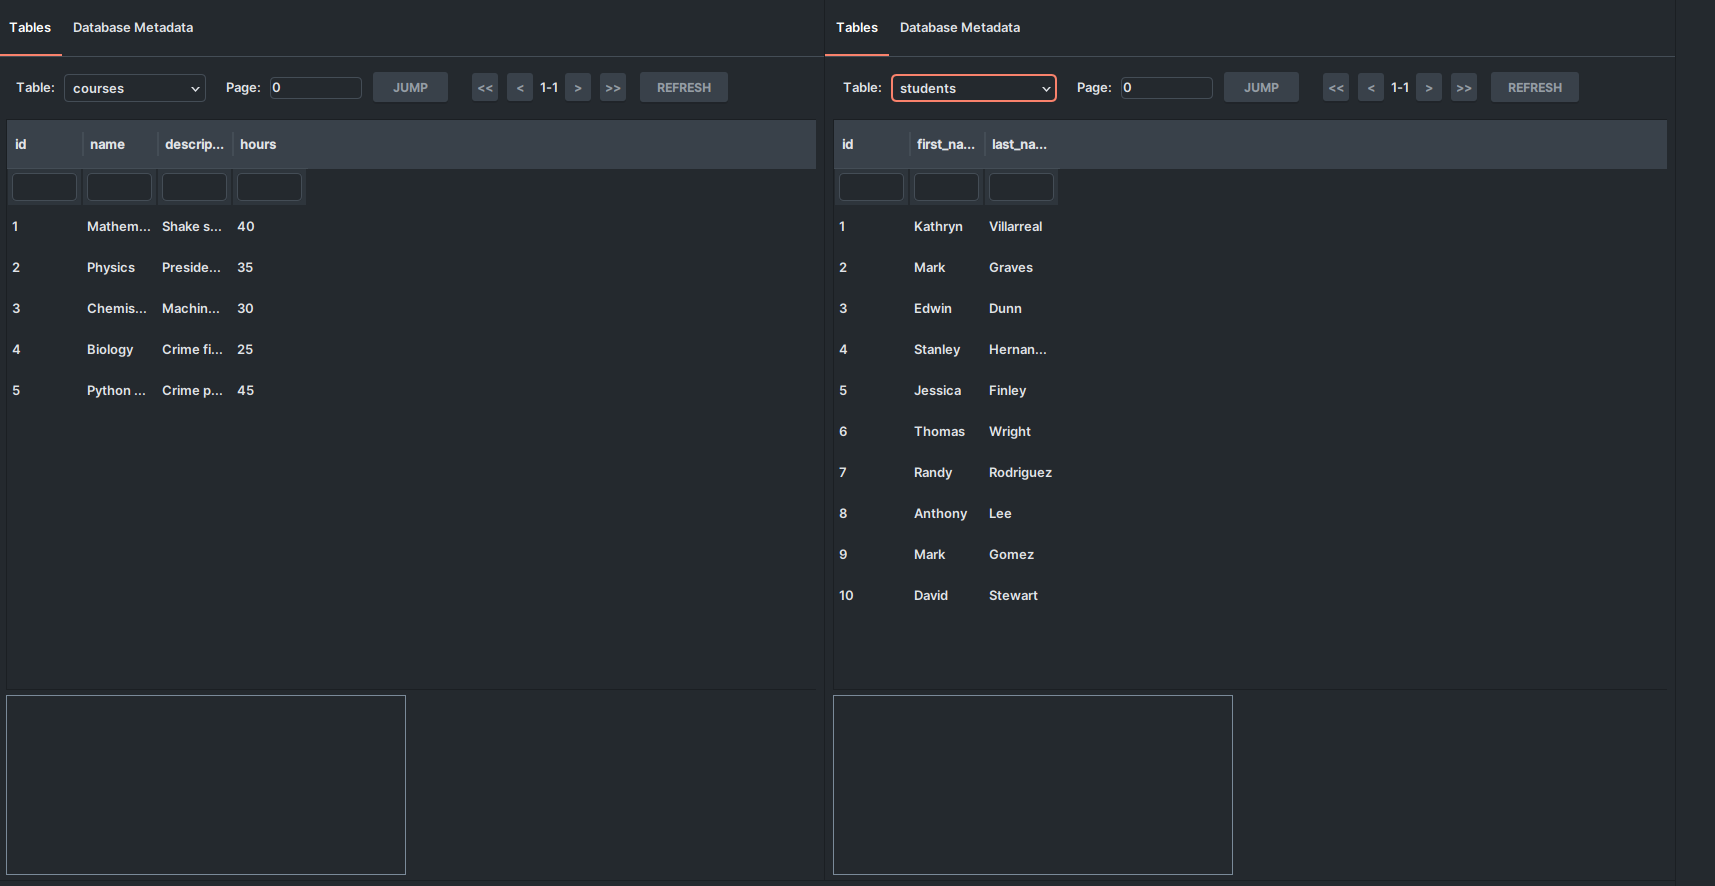 Tables Database Metadata
Table: courses Page: 0 JUMP << < 1-1 > >> REFRESH
id name descrip... hours
1 Mathem... Shake s... 40
2 Physics Preside... 35
3 Chemis... Machin... 30
4 Biology Crime fi... 25
5 Python ... Crime p... 45
Tables Database Metadata
Table: students Page: 0 JUMP << < 1-1 > >> REFRESH
id first_na... last_na...
1 Kathryn Villarreal
2 Mark Graves
3 Edwin Dunn
4 Stanley Hernan...
5 Jessica Finley
6 Thomas Wright
7 Randy Rodriguez
8 Anthony Lee
9 Mark Gomez
10 David Stewart